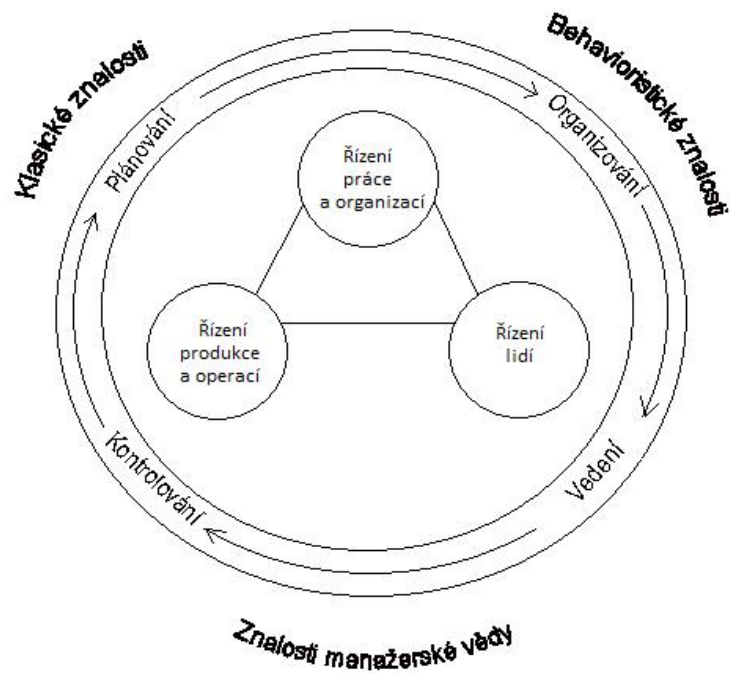 Klasické znalosti
Behavioristické znalosti
Plánování
Organizování
Řízení
práce
a organizací
Řízení
produkce
a operací
Řízení
lidí
Kontrolování
Vedení
Znalosti manažerské vědy